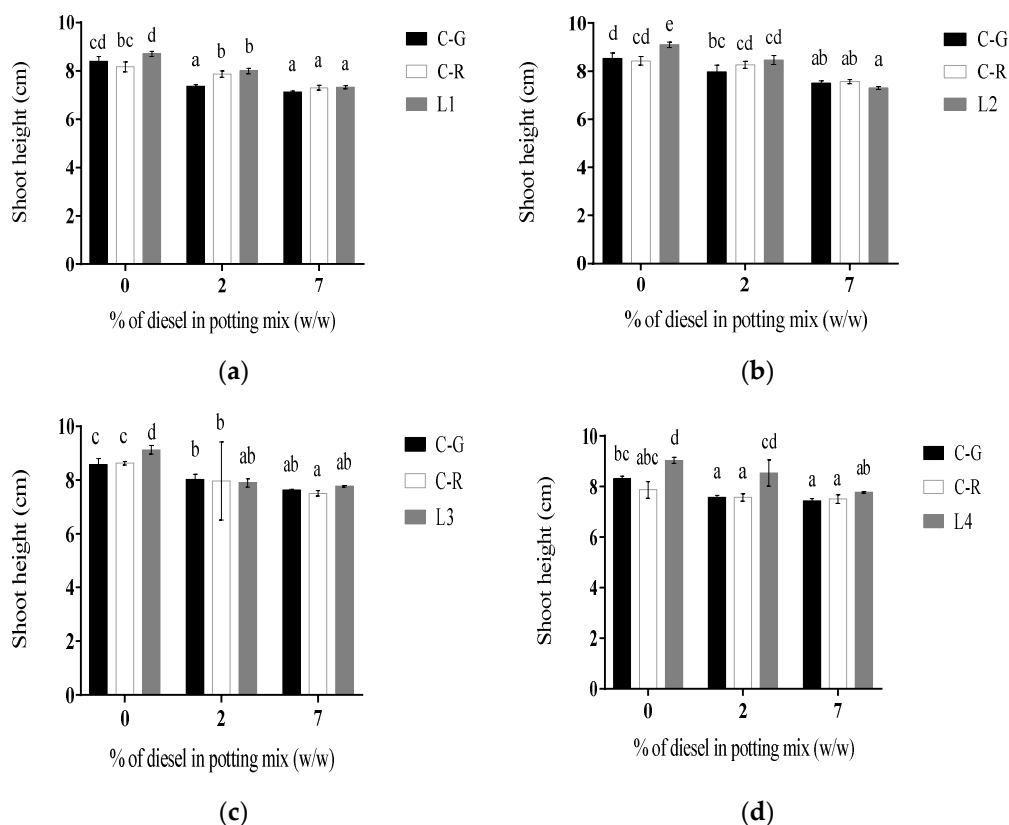 10
8
6
4
2
0
Shoot height (cm)
cd bc d a b b a a a
C-G
C-R
L1
0 2 7
% of diesel in potting mix (w/w)
(a)
10
8
6
4
2
0
Shoot height (cm)
d cd e bc cd cd ab ab a
C-G
C-R
L2
0 2 7
% of diesel in potting mix (w/w)
(b)
10
8
6
4
2
0
Shoot height (cm)
c c d b b ab ab a ab
C-G
C-R
L3
0 2 7
% of diesel in potting mix (w/w)
(c)
10
8
6
4
2
0
Shoot height (cm)
bc abc d a a cd a a ab
C-G
C-R
L4
0 2 7
% of diesel in potting mix (w/w)
(d)